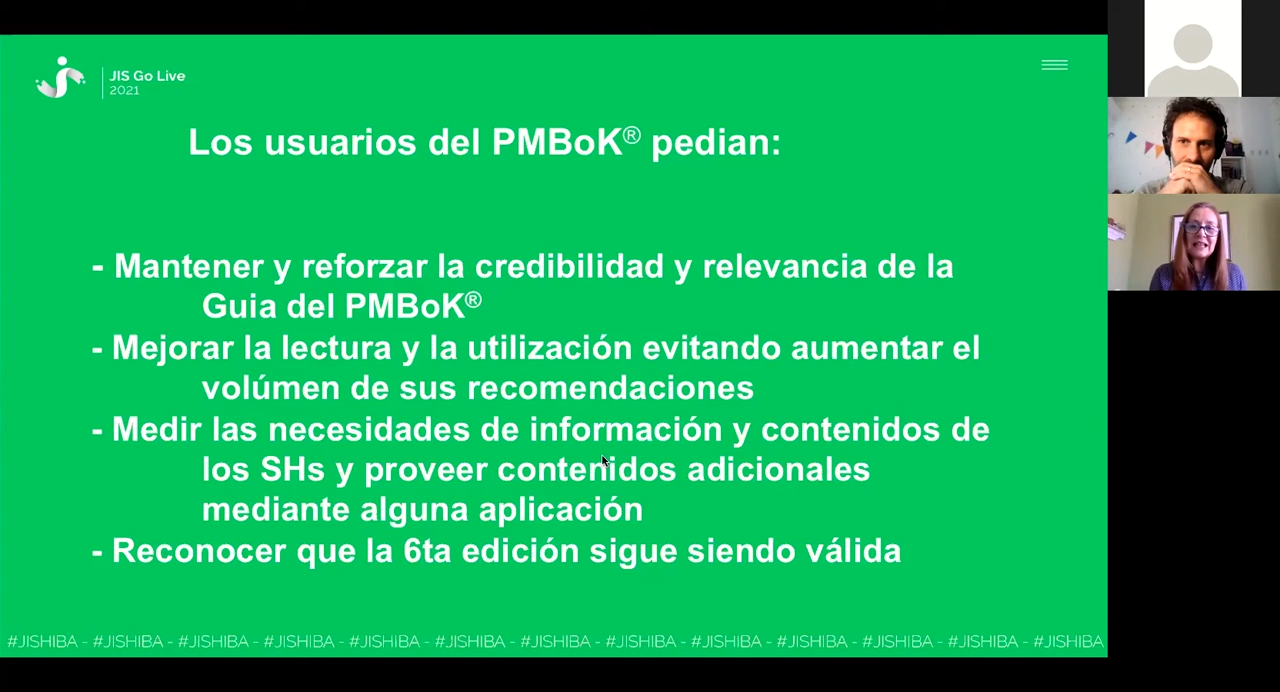 JIS Go Live
2021
Los usuarios del PMBoK® pedian:
- Mantener y reforzar la credibilidad y relevancia de la
Guia del PMBoK®
- Mejorar la lectura y la utilización evitando aumentar el
volúmen de sus recomendaciones
- Medir las necesidades de información y contenidos de
los SHs y proveer contenidos adicionales
mediante alguna aplicación
- Reconocer que la 6ta edición sigue siendo válida
#JISHIBA - #JISHIBA - #JISHIBA - #JISHIBA - #JISHIBA - #JISHIBA - #JISHIBA - #JISHIBA - #JISHIBA - #JISHIBA - #JISHIBA - #JISHIBA - #JISHIBA